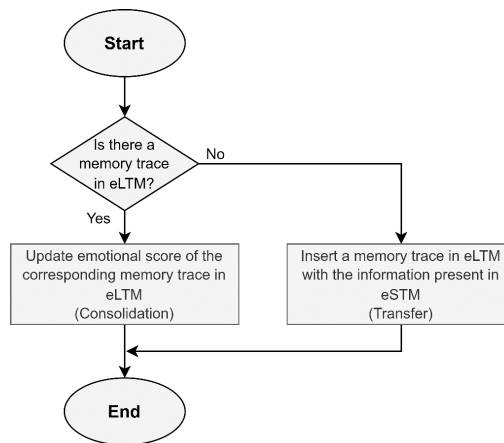 Start
Is there a
memory trace
in eLTM?
No
Yes
Update emotional score of the
corresponding memory trace in
eLTM
(Consolidation)
Insert a memory trace in eLTM
with the information present in
eSTM
(Transfer)
End